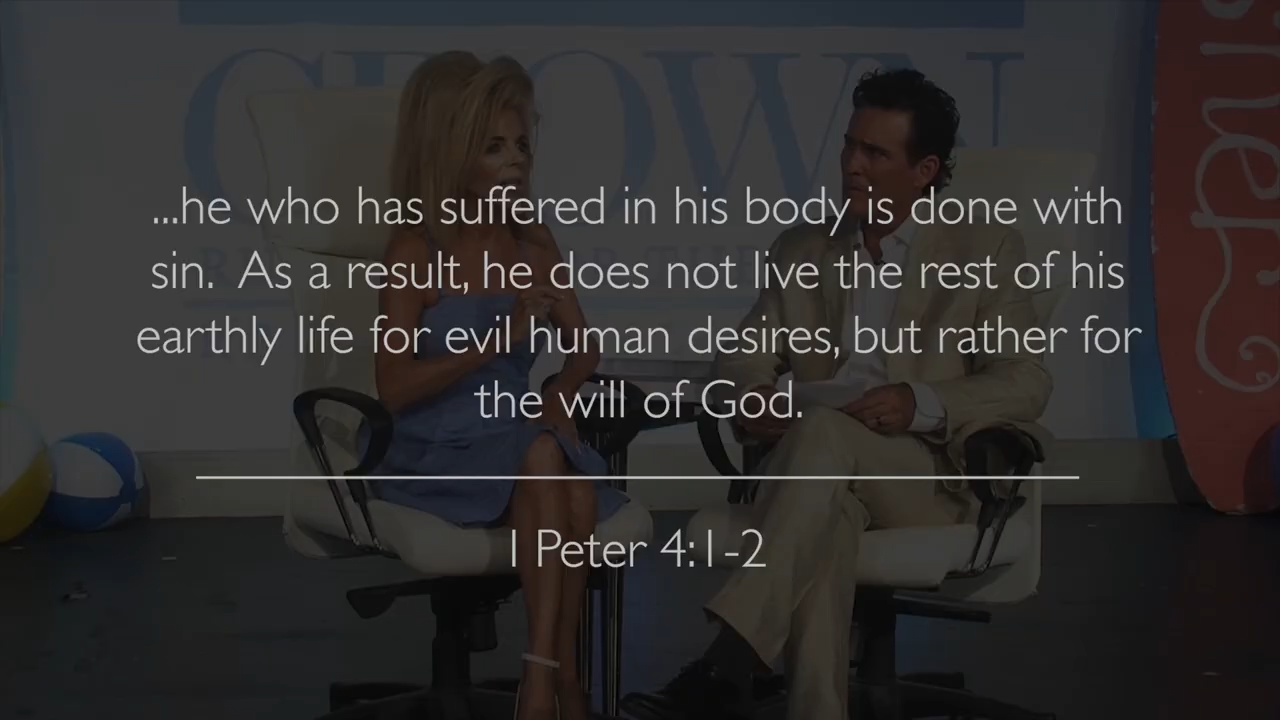 CROWN
...he who has suffered in his body is done with
sin. As a result, he does not live the rest of his
earthly life for evil human desires, but rather for
the will of God.
1 Peter 4:1-2